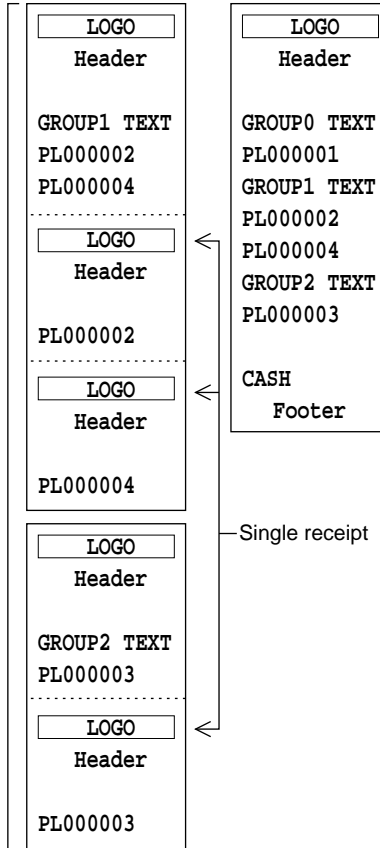 LOGO
Header
GROUP1 TEXT
PL000002
PL000004
LOGO
Header
PL000002
LOGO
Header
PL000004
LOGO
Header
GROUP2 TEXT
PL000003
LOGO
Header
PL000003
LOGO
Header
GROUP0 TEXT
PL000001
GROUP1 TEXT
PL000002
PL000004
GROUP2 TEXT
PL000003
CASH
Footer
Single receipt